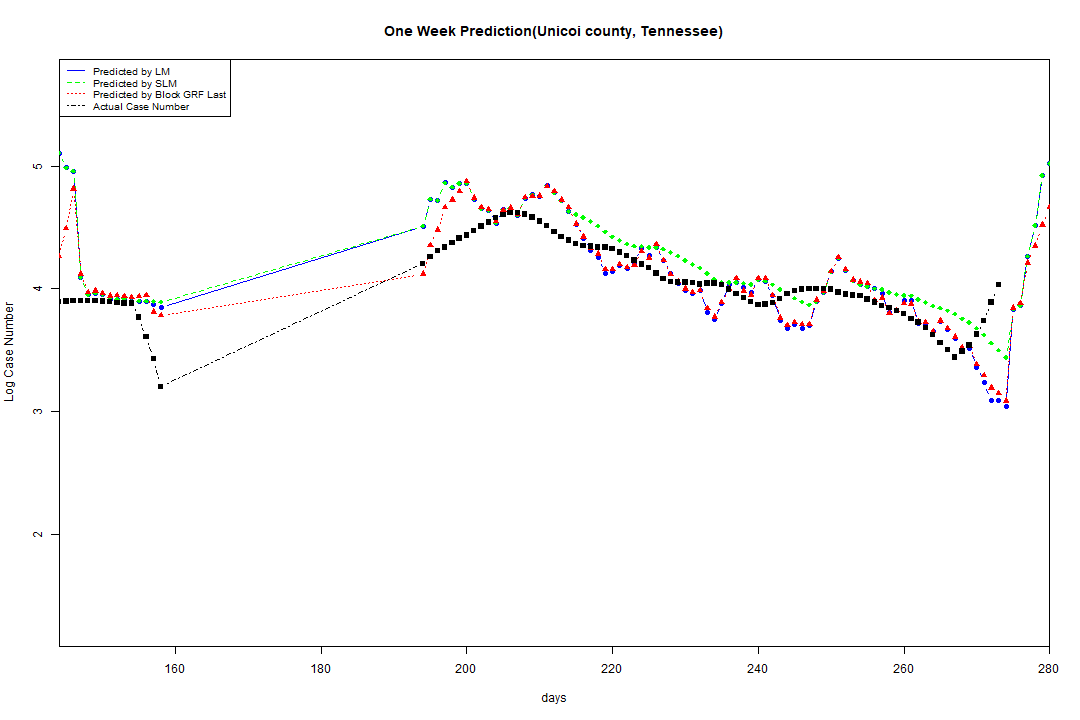 One Week Prediction(Unicoi county, Tennessee)
Predicted by LM
Predicted by SLM
Predicted by Block GRF Last
Actual Case Number
5
4
3
2
Log Case Number
160 180 200 220 240 260 280
days